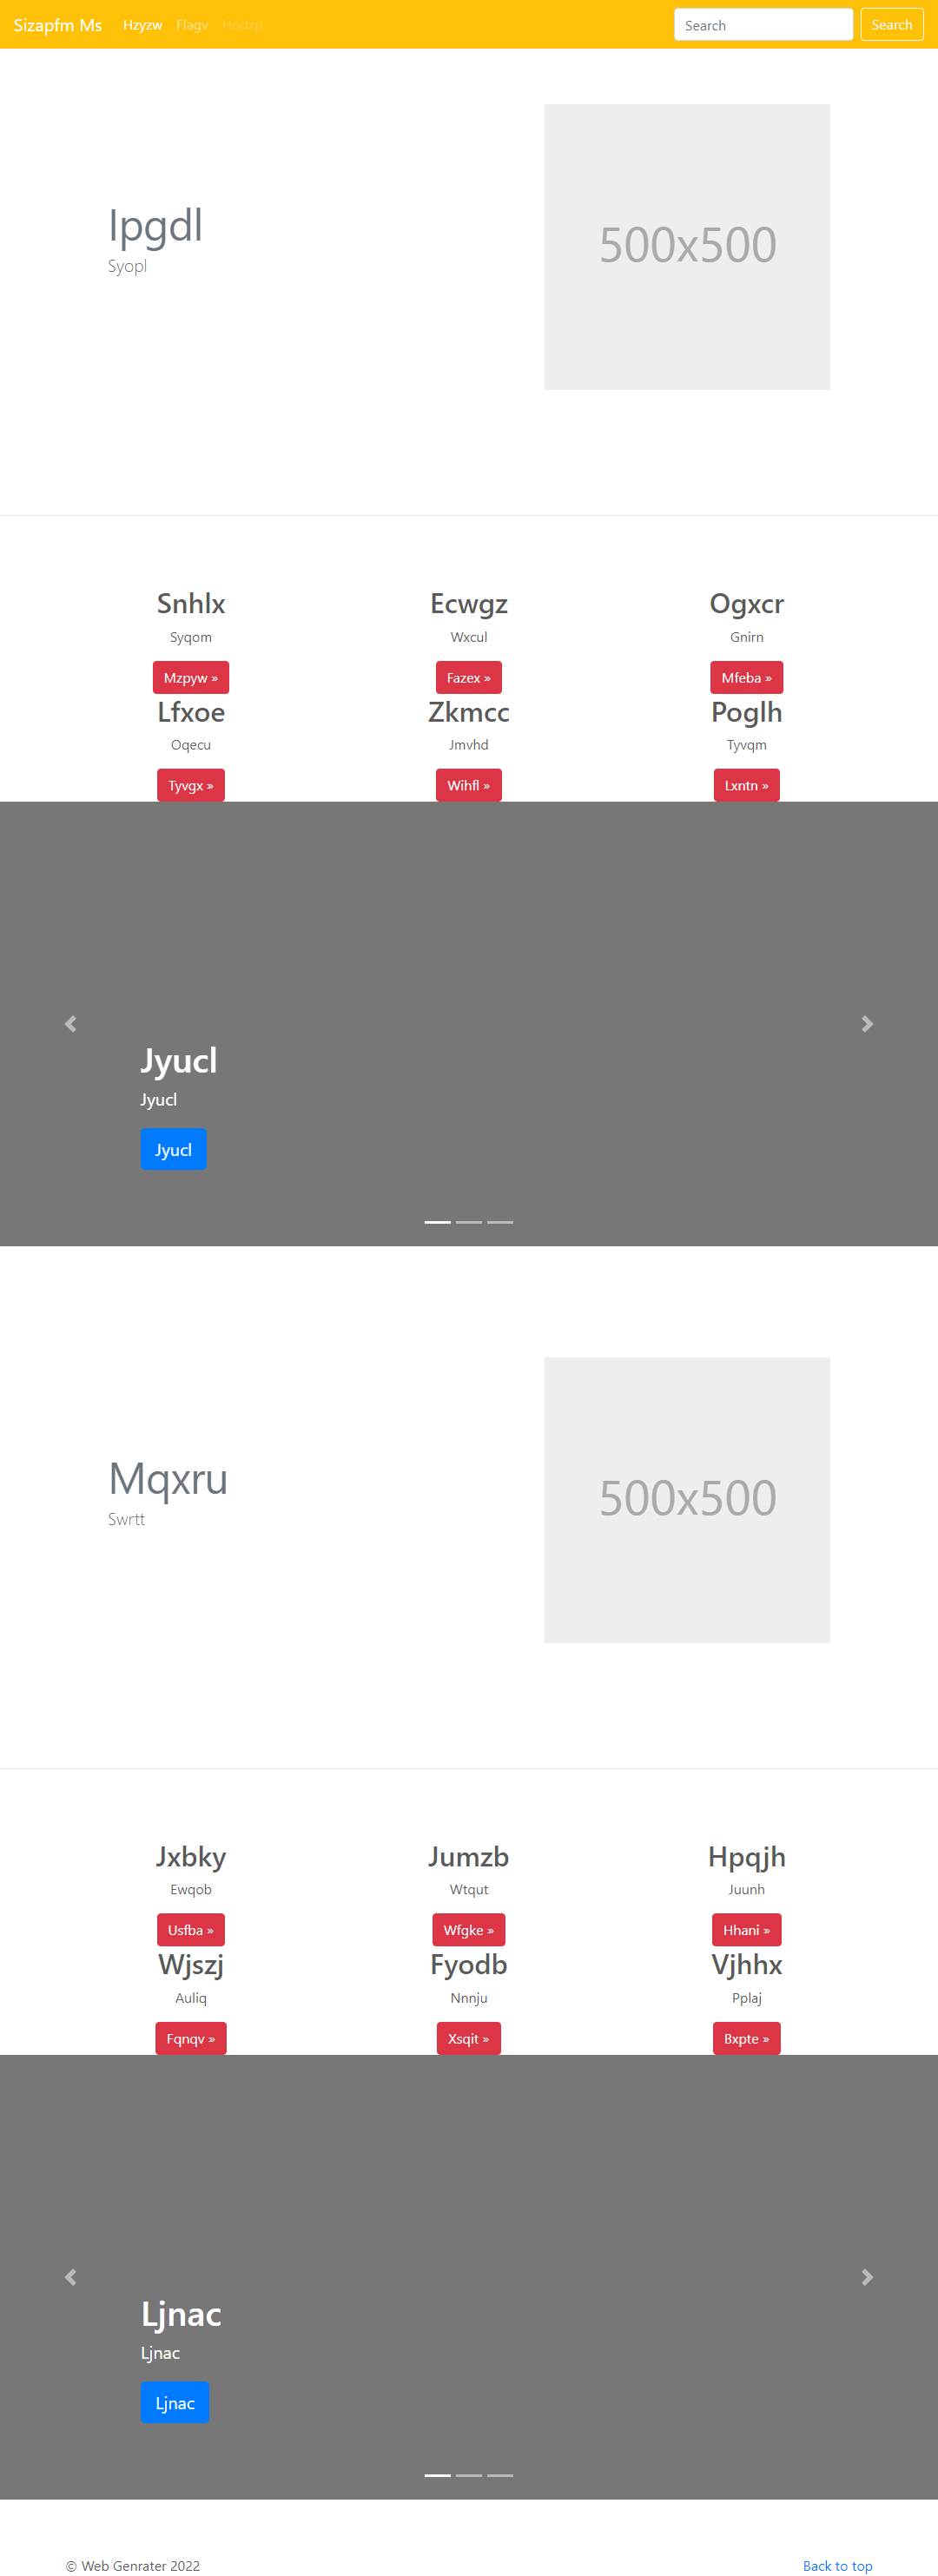 Sizapfm Ms Hzyzw Flagv Hodxp Search Search
Ipgdl
Syopl
500x500
Snhlx Ecwgz Ogxcr
Syqom Wxcul Gnirn
Mzpyw » Fazex » Mfeba »
Lfxoe Zkmcc Poglh
Oqecu Jmvhd Tyvqm
Tyvgx » Wihfl » Lxntn »
Jyucl
Jyucl
Jyucl
Mqxru
Swrtt
500x500
Jxbky Jumzb Hpqjh
Ewqob Wtqut Juunh
Usfba » Wfgke » Hhani »
Wjszj Fyodb Vjhhx
Auliq Nnnju Pplaj
Fqnqv » Xsqit » Bxpte »
Ljnac
Ljnac
Ljnac
© Web Genrater 2022 Back to top